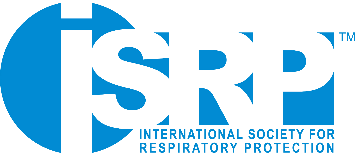 iSRP™
INTERNATIONAL SOCIETY FOR
RESPIRATORY PROTECTION